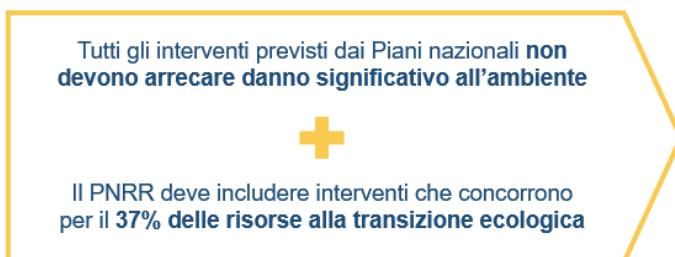 Tutti gli interventi previsti dai Piani nazionali non
devono arrecare danno significativo all'ambiente
Il PNRR deve includere interventi che concorrono
per il 37% delle risorse alla transizione ecologica